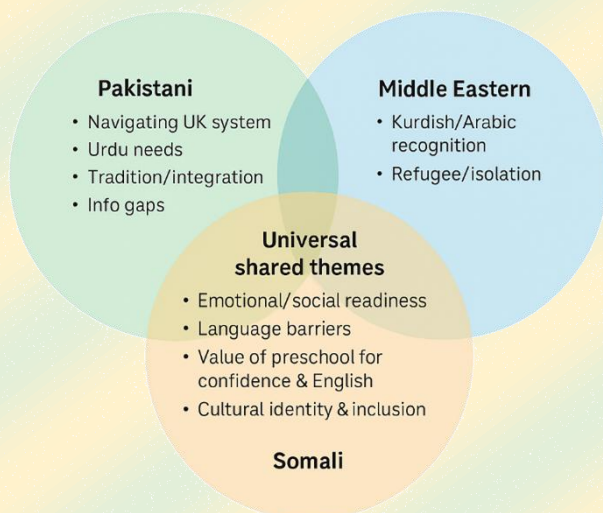 Pakistani
• Navigating UK system
• Urdu needs
• Tradition/integration
• Info gaps
Middle Eastern
• Kurdish/Arabic
recognition
• Refugee/isolation
Universal
shared themes
• Emotional/social readiness
• Language barriers
• Value of preschool for
confidence & English
• Cultural identity & inclusion
Somali